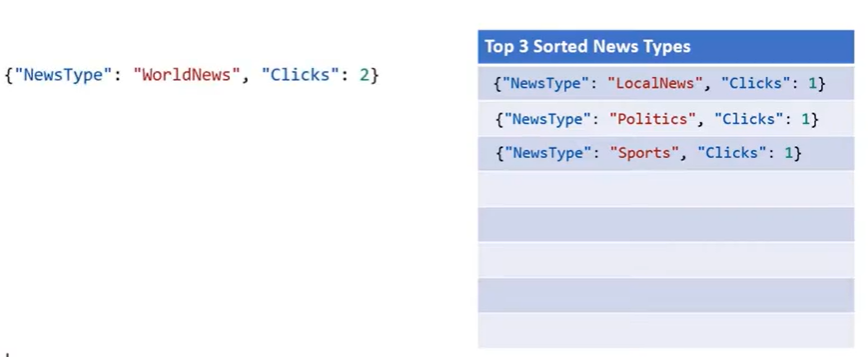 {"NewsType": "WorldNews", "Clicks": 2}
Top 3 Sorted News Types
{"NewsType": "LocalNews", "Clicks": 1}
{"NewsType": "Politics", "Clicks": 1}
{"NewsType": "Sports", "Clicks": 1}